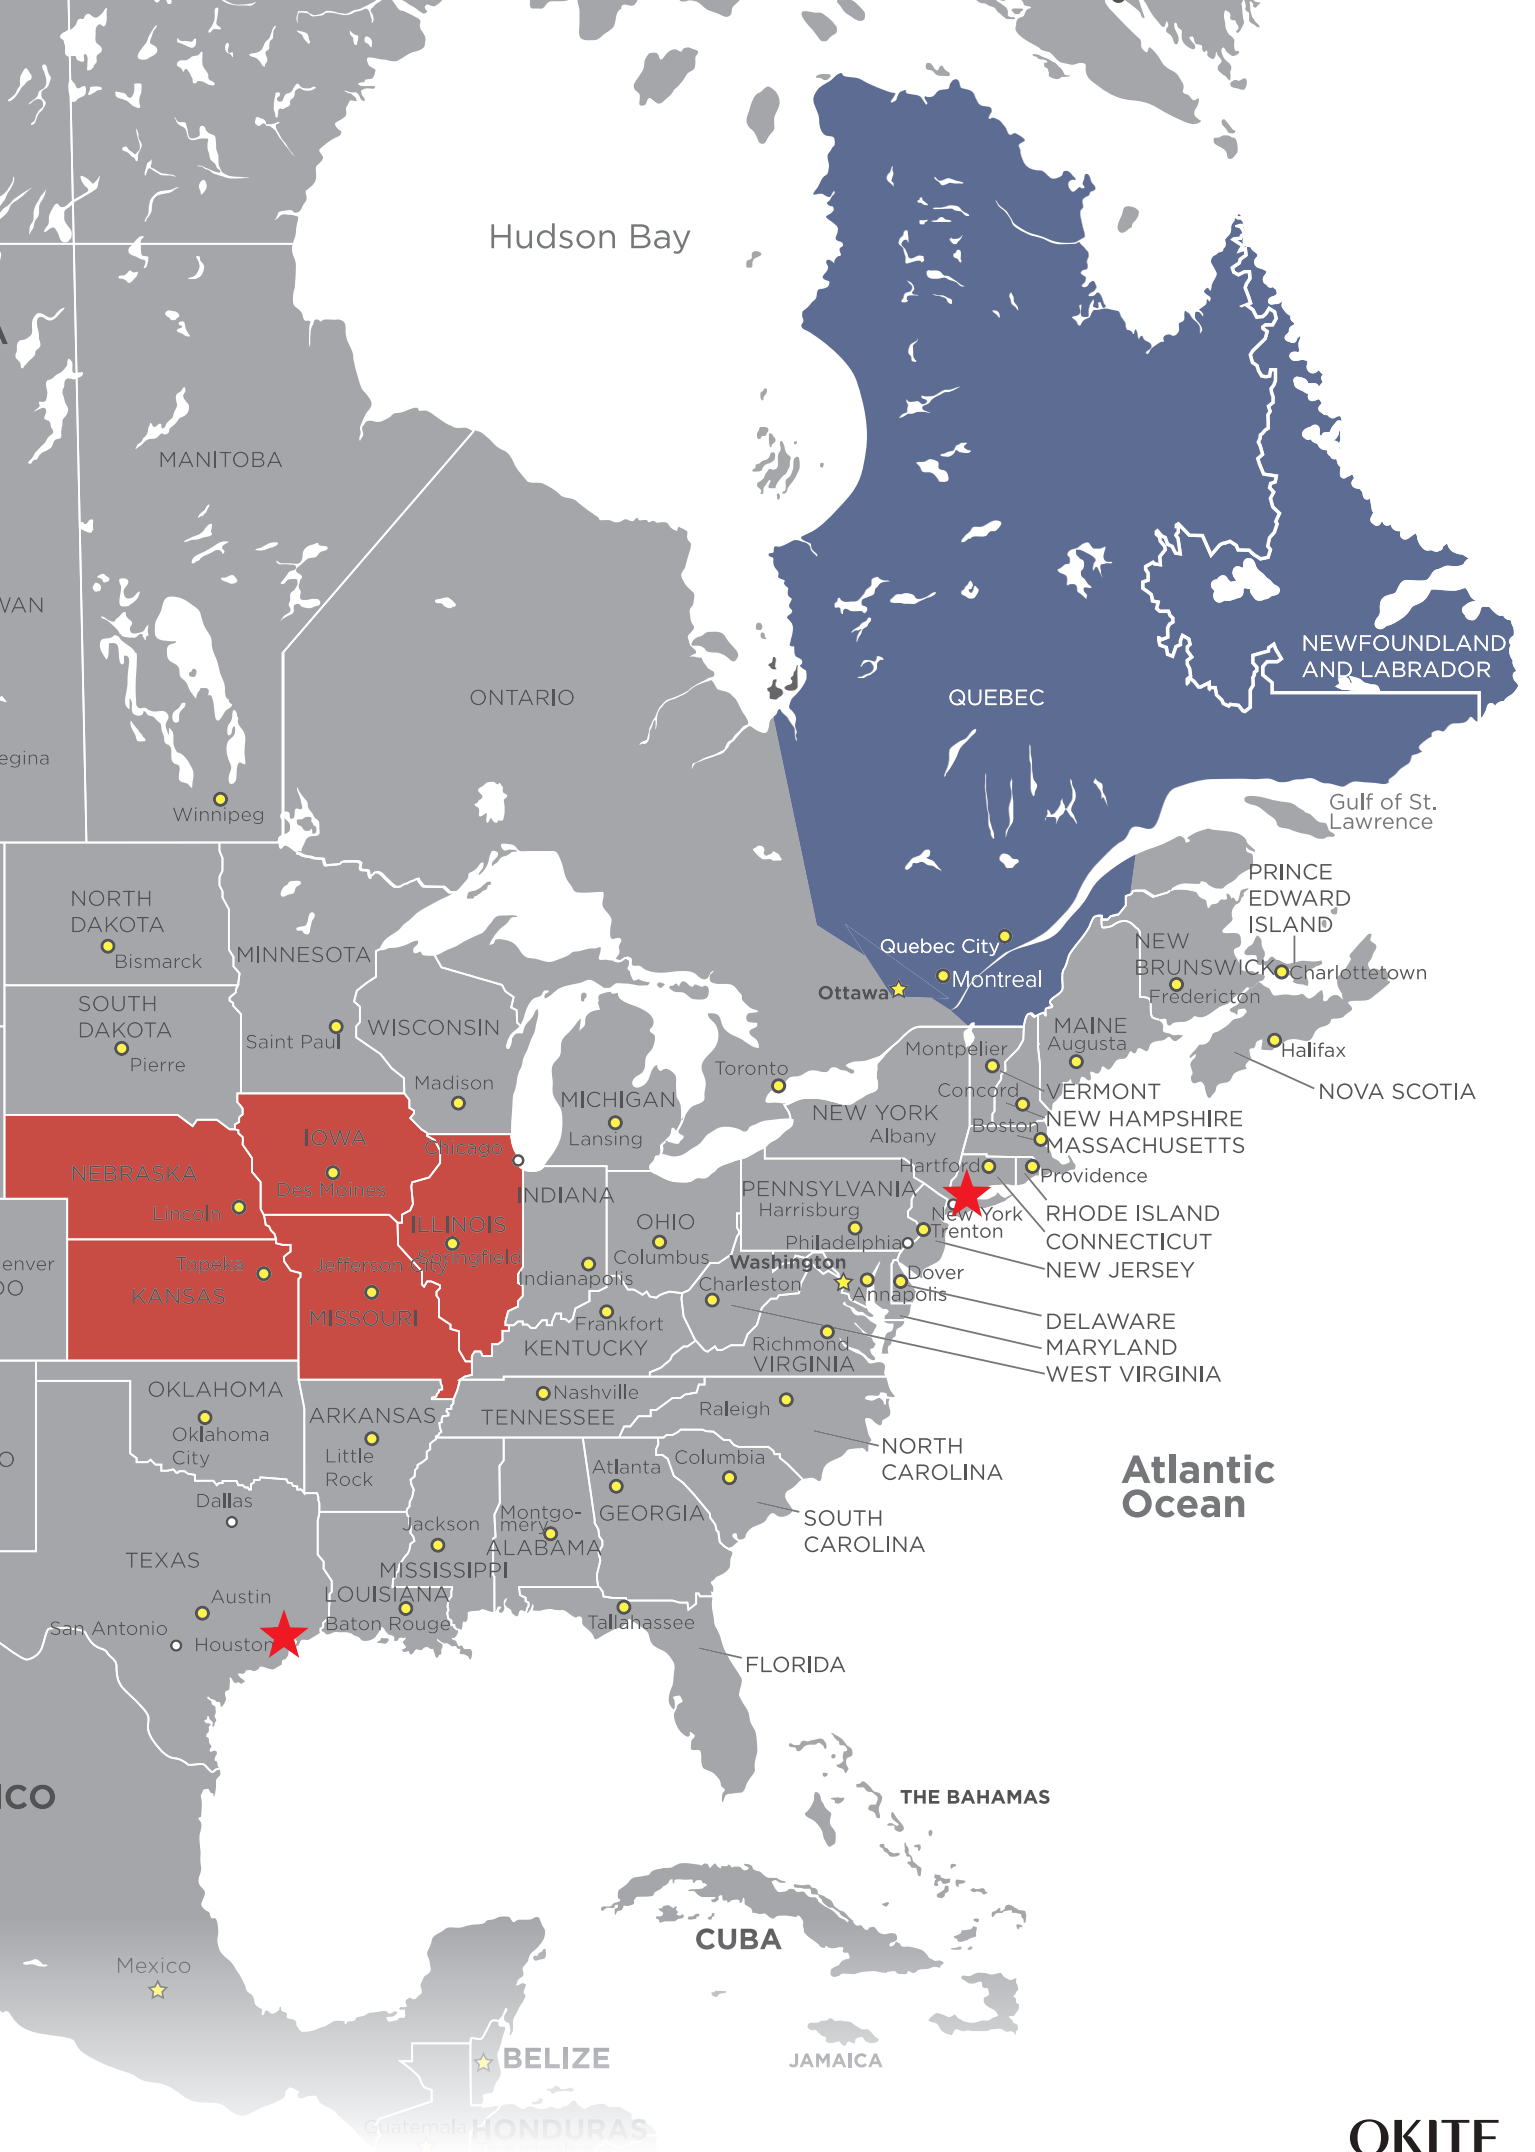 Hudson Bay
MANITOBA
ONTARIO
QUEBEC
NEWFOUNDLAND
AND LABRADOR
Winnipeg
Gulf of St.
Lawrence
PRINCE
EDWARD
ISLAND
NORTH
DAKOTA
Bismarck
MINNESOTA
Quebec City
Montreal
Ottawa
NEW
BRUNSWICK
Fredericton
Charlottetown
SOUTH
DAKOTA
Pierre
Saint Paul
WISCONSIN
Madison
MICHIGAN
Lansing
Toronto
Montpelier
Concord
MAINE
Augusta
Halifax
NOVA SCOTIA
VERMONT
NEW HAMPSHIRE
MASSACHUSETTS
NEW YORK
Albany
Boston
Hartford
Providence
IOWA
Des Moines
Chicago
NEBRASKA
Lincoln
ILLINOIS
Springfield
INDIANA
Indianapolis
OHIO
Columbus
PENNSYLVANIA
Harrisburg
Philadelphia
New York
Trenton
RHODE ISLAND
CONNECTICUT
NEW JERSEY
Topeka
KANSAS
Jefferson City
MISSOURI
Washington
Charleston
Dover
Annapolis
DELAWARE
MARYLAND
WEST VIRGINIA
Frankfort
KENTUCKY
Richmond
VIRGINIA
OKLAHOMA
Oklahoma
City
ARKANSAS
Little
Rock
Nashville
TENNESSEE
Raleigh
NORTH
CAROLINA
Columbia
SOUTH
CAROLINA
Atlanta
GEORGIA
Atlantic
Ocean
Dallas
TEXAS
Austin
San Antonio
Houston
Jackson
MISSISSIPPI
Montgo-
mery
ALABAMA
LOUISIANA
Baton Rouge
Tallahassee
FLORIDA
THE BAHAMAS
CUBA
Mexico
BELIZE
JAMAICA
Guatemala
HONDURAS
OKITE